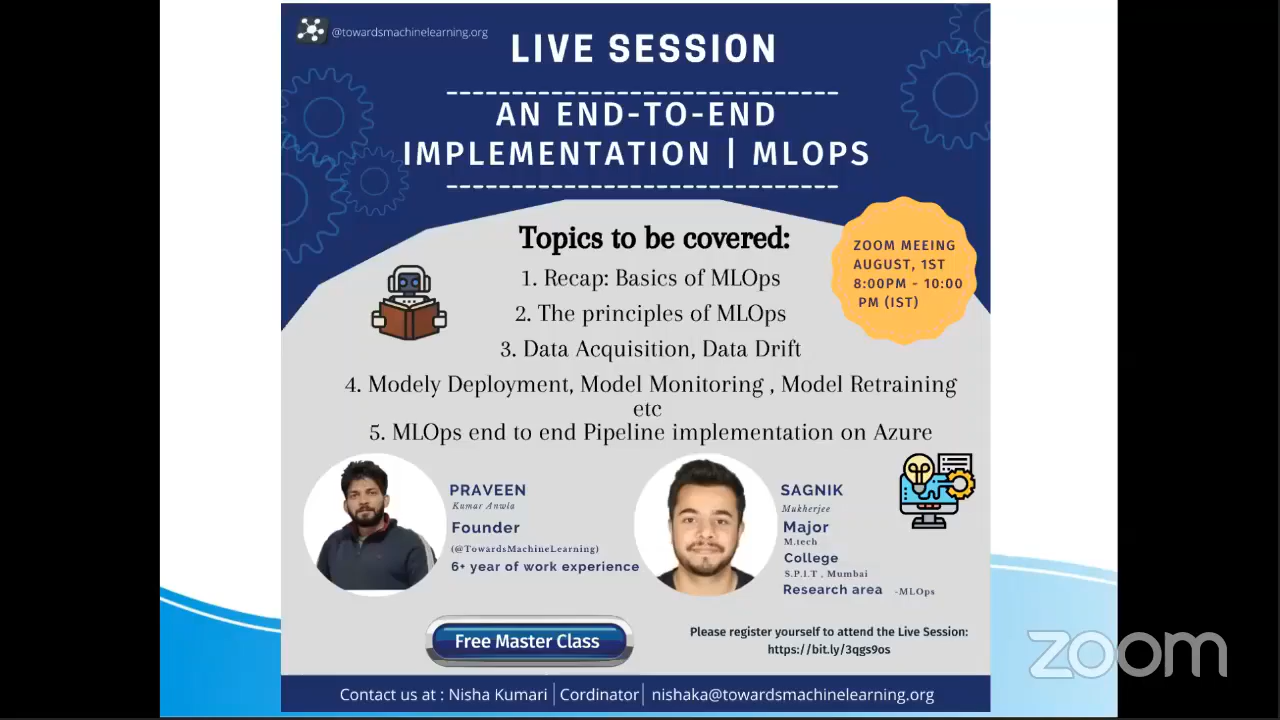 @towardsmachinelearning.org
LIVE SESSION
AN END-TO-END
IMPLEMENTATION | MLOPS
Topics to be covered:
1. Recap: Basics of MLOps
2. The principles of MLOps
3. Data Acquisition, Data Drift
4. Modely Deployment, Model Monitoring , Model Retraining
etc
5. MLOps end to end Pipeline implementation on Azure
ZOOM MEEING
AUGUST, 1ST
8:00PM - 10:00
PM (IST)
PRAVEEN
Kumar Anwla
Founder
(@TowardsMachineLearning)
6+ year of work experience
SAGNIK
Mukherjee
Major
M.tech
College
S.P.I.T , Mumbai
Research area -MLOps
Free Master Class
Please register yourself to attend the Live Session:
https://bit.ly/3qgs9os
Contact us at : Nisha Kumari | Cordinator | nishaka@towardsmachinelearning.org
zoom